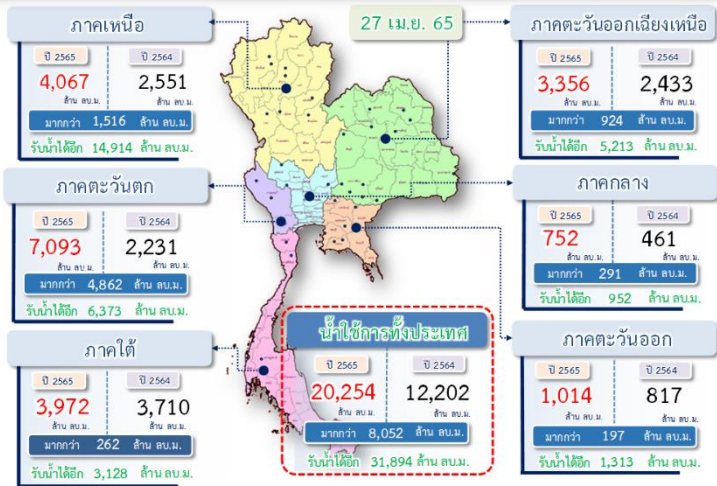 ภาคเหนือ
ปี 2565 ปี 2564
4,067 2,551
ล้าน ลบ.ม. ล้าน ลบ.ม.
มากกว่า 1,516 ล้าน ลบ.ม.
รับน้ำได้อีก 14,914 ล้าน ลบ.ม.
27 เม.ย. 65
ภาคตะวันออกเฉียงเหนือ
ปี 2565 ปี 2564
3,356 2,433
ล้าน ลบ.ม. ล้าน ลบ.ม.
มากกว่า 924 ล้าน ลบ.ม.
รับน้ำได้อีก 5,213 ล้าน ลบ.ม.
ภาคตะวันตก
ปี 2565 ปี 2564
7,093 2,231
ล้าน ลบ.ม. ล้าน ลบ.ม.
มากกว่า 4,862 ล้าน ลบ.ม.
รับน้ำได้อีก 6,373 ล้าน ลบ.ม.
ภาคกลาง
ปี 2565 ปี 2564
752 461
ล้าน ลบ.ม. ล้าน ลบ.ม.
มากกว่า 291 ล้าน ลบ.ม.
รับน้ำได้อีก 952 ล้าน ลบ.ม.
ภาคใต้
ปี 2565 ปี 2564
3,972 3,710
ล้าน ลบ.ม. ล้าน ลบ.ม.
มากกว่า 262 ล้าน ลบ.ม.
รับน้ำได้อีก 3,128 ล้าน ลบ.ม.
น้ำใช้การทั้งประเทศ
ปี 2565 ปี 2564
20,254 12,202
ล้าน ลบ.ม. ล้าน ลบ.ม.
มากกว่า 8,052 ล้าน ลบ.ม.
รับน้ำได้อีก 31,894 ล้าน ลบ.ม.
ภาคตะวันออก
ปี 2565 ปี 2564
1,014 817
ล้าน ลบ.ม. ล้าน ลบ.ม.
มากกว่า 197 ล้าน ลบ.ม.
รับน้ำได้อีก 1,313 ล้าน ลบ.ม.